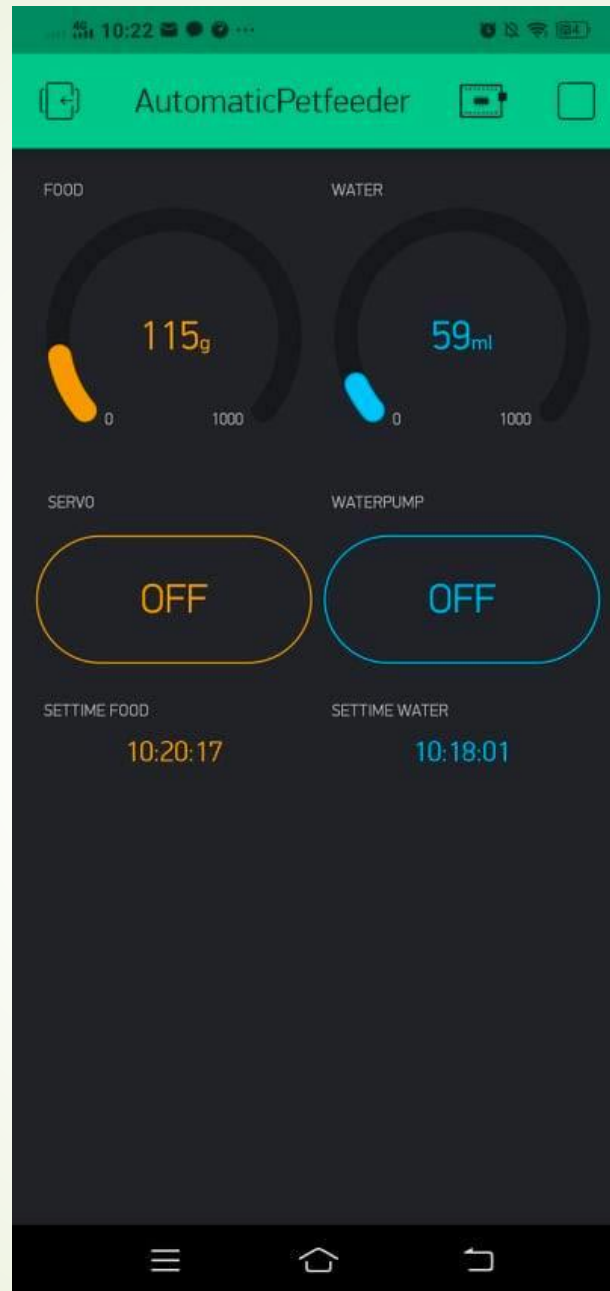 4G 10:22
AutomaticPetfeeder
FOOD
WATER
115g
59ml
0 1000
0 1000
SERVO
WATERPUMP
OFF
OFF
SETTIME FOOD
SETTIME WATER
10:20:17
10:18:01